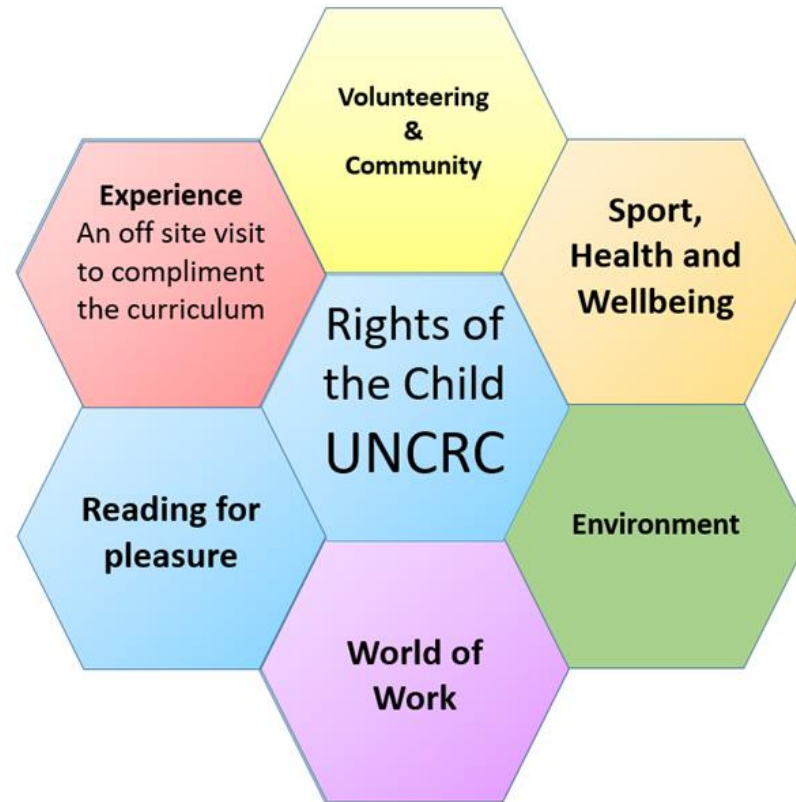 Volunteering
&
Community
Experience
An off site visit
to compliment
the curriculum
Sport,
Health and
Wellbeing
Rights of
the Child
UNCRC
Reading for
pleasure
Environment
World of
Work